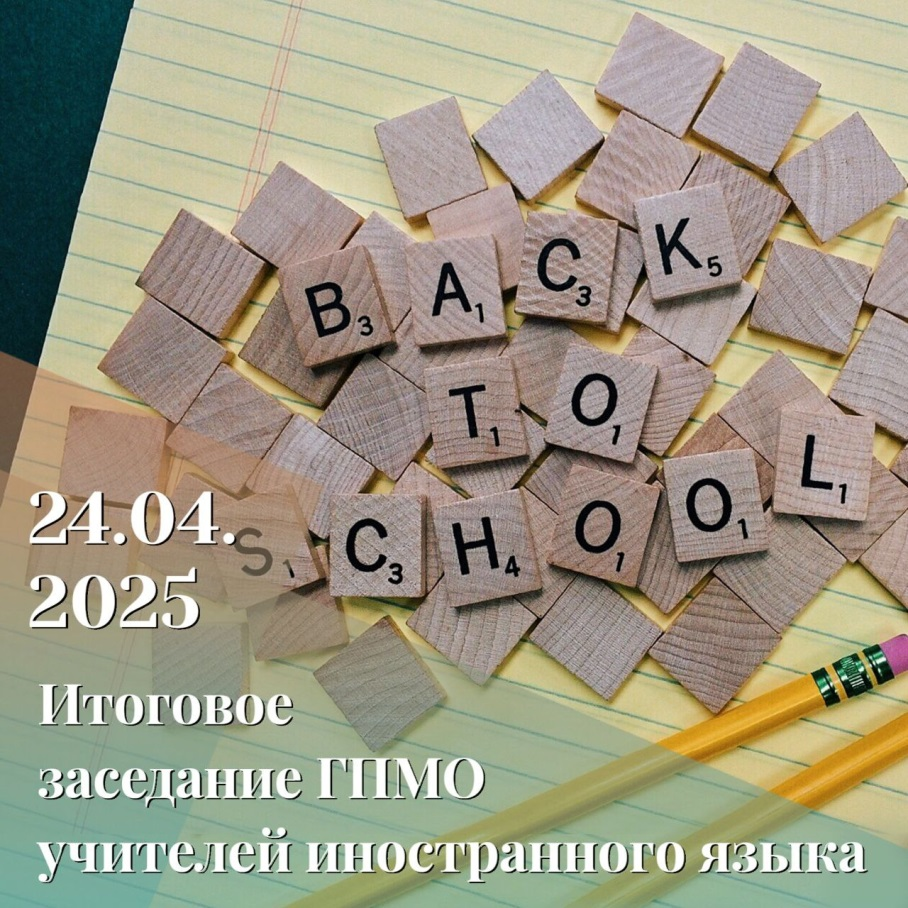 BACK
TO
SCHOOL
24.04.
2025
Итоговое
заседание ГПМО
учителей иностранного языка